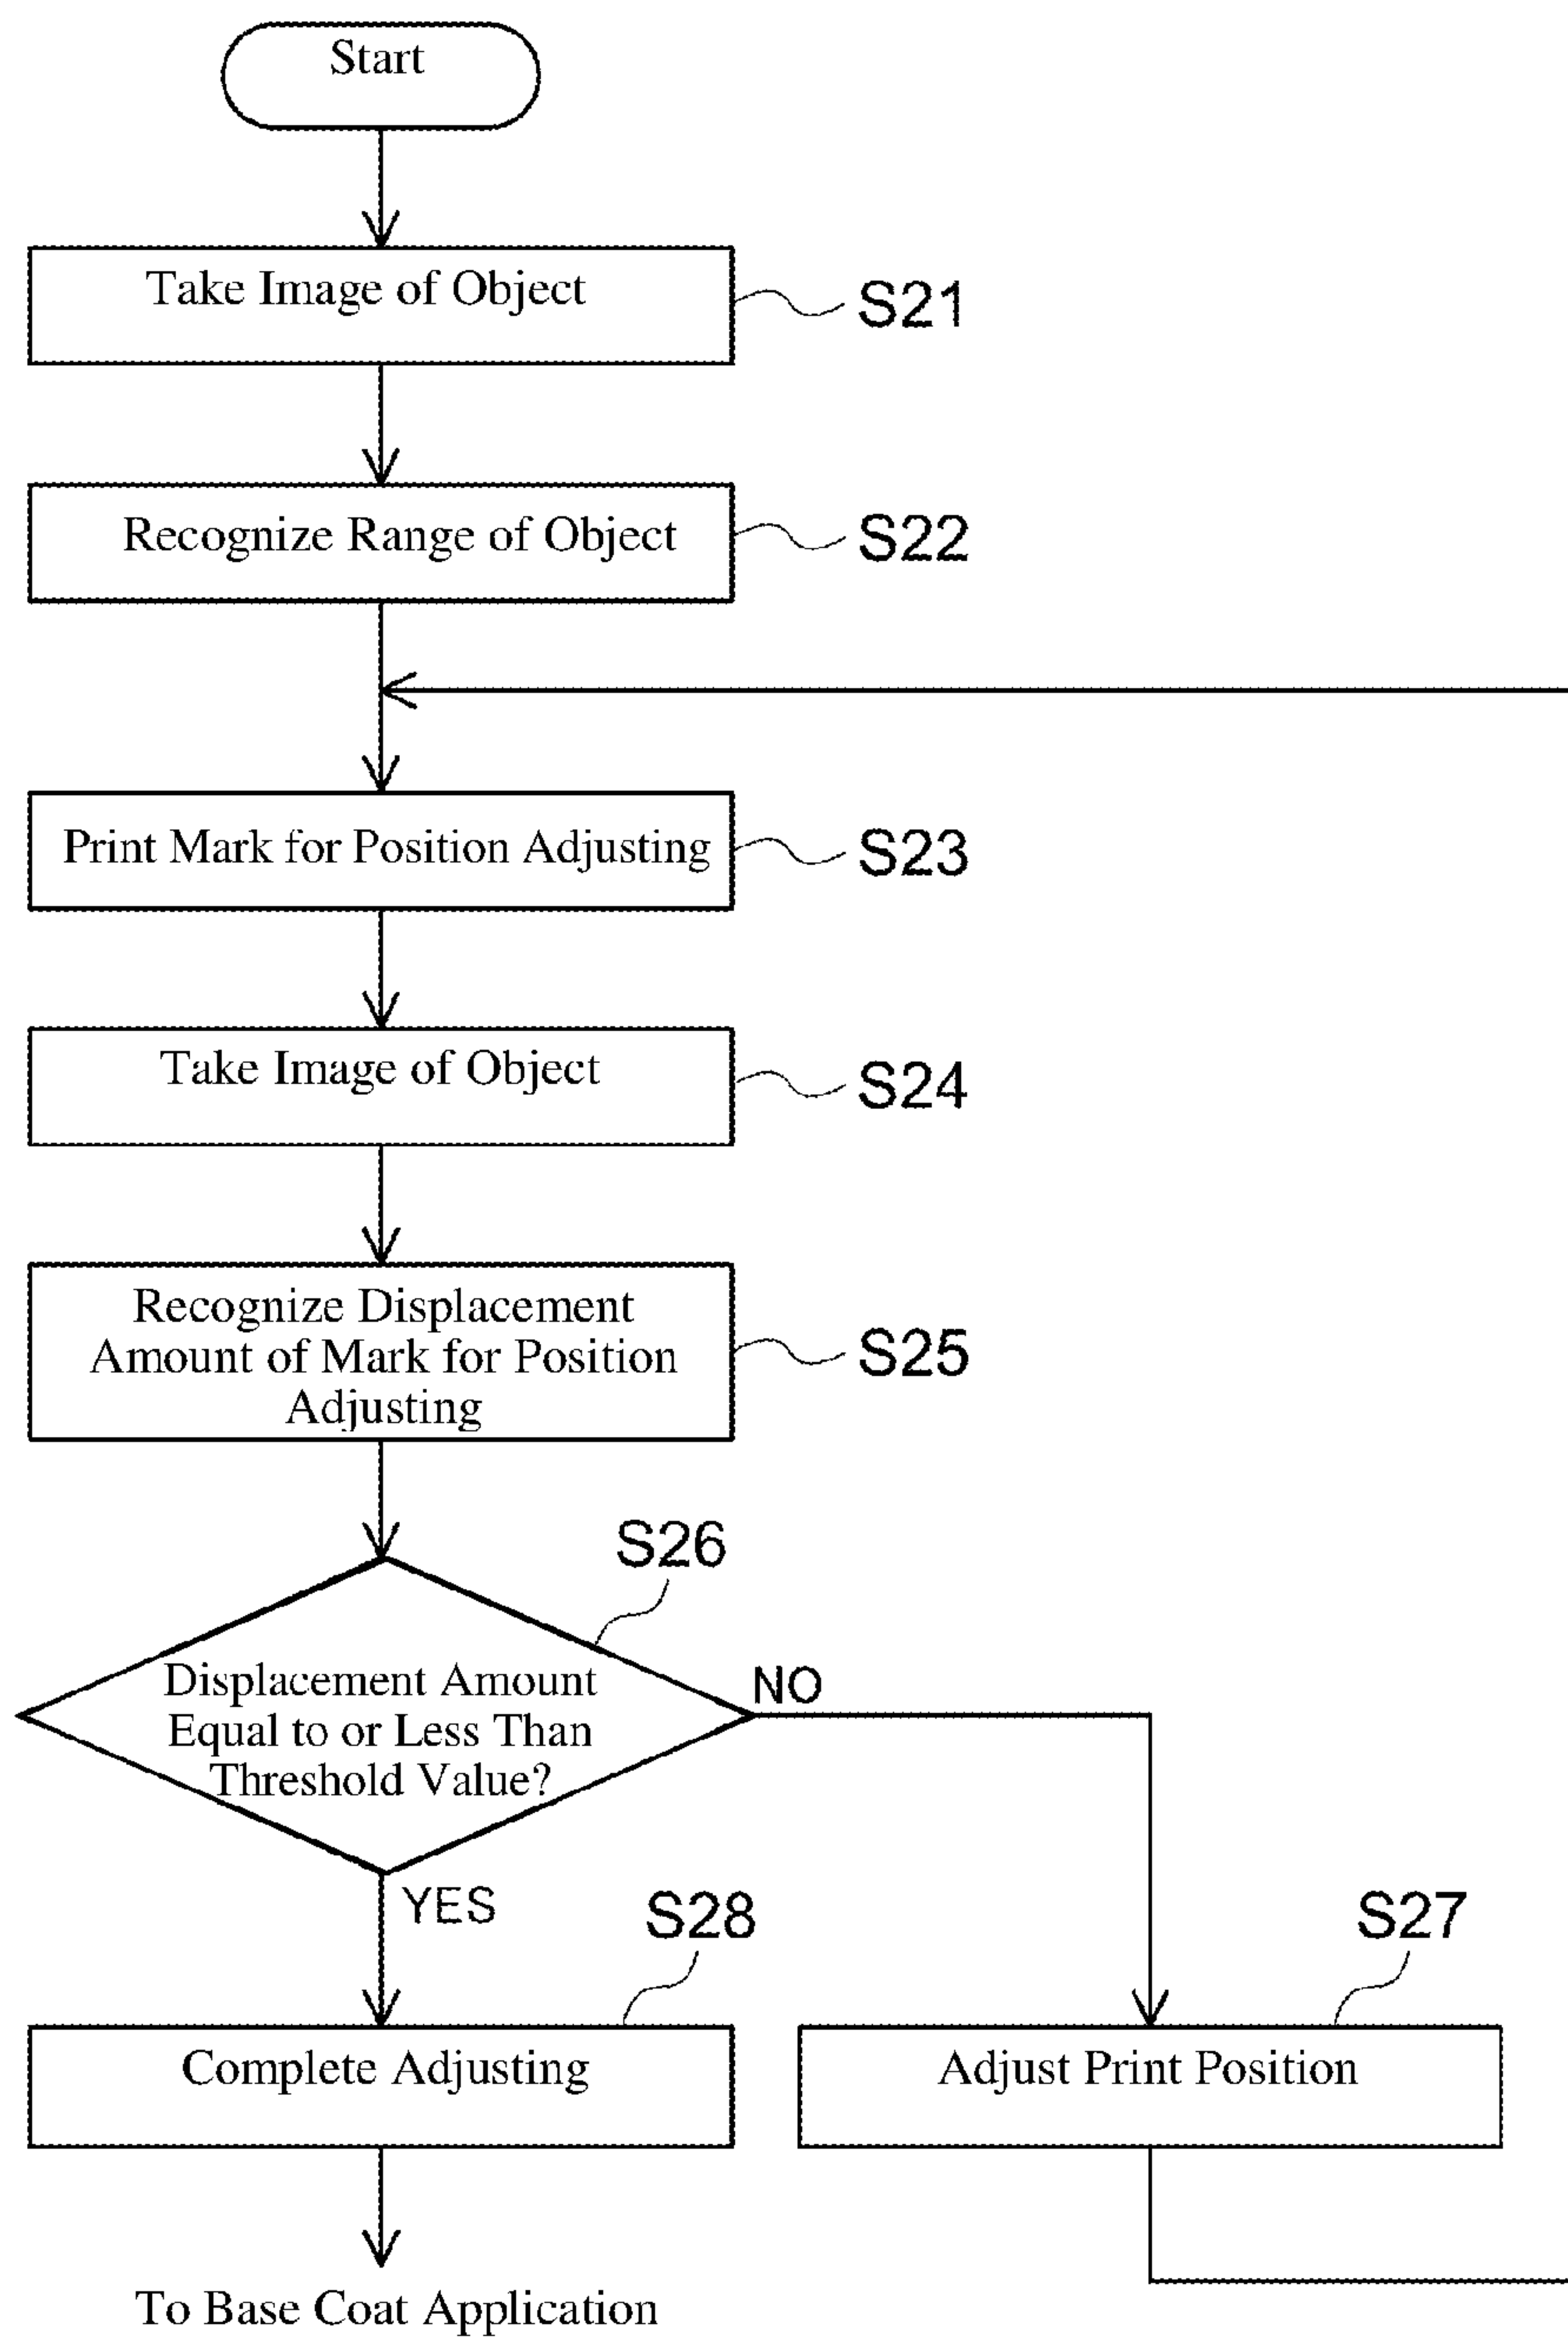 Start
Take Image of Object
S21
Recognize Range of Object
S22
Print Mark for Position Adjusting
S23
Take Image of Object
S24
Recognize Displacement
Amount of Mark for Position
Adjusting
S25
S26
Displacement Amount
Equal to or Less Than
Threshold Value?
NO
YES
S28
S27
Complete Adjusting
Adjust Print Position
To Base Coat Application